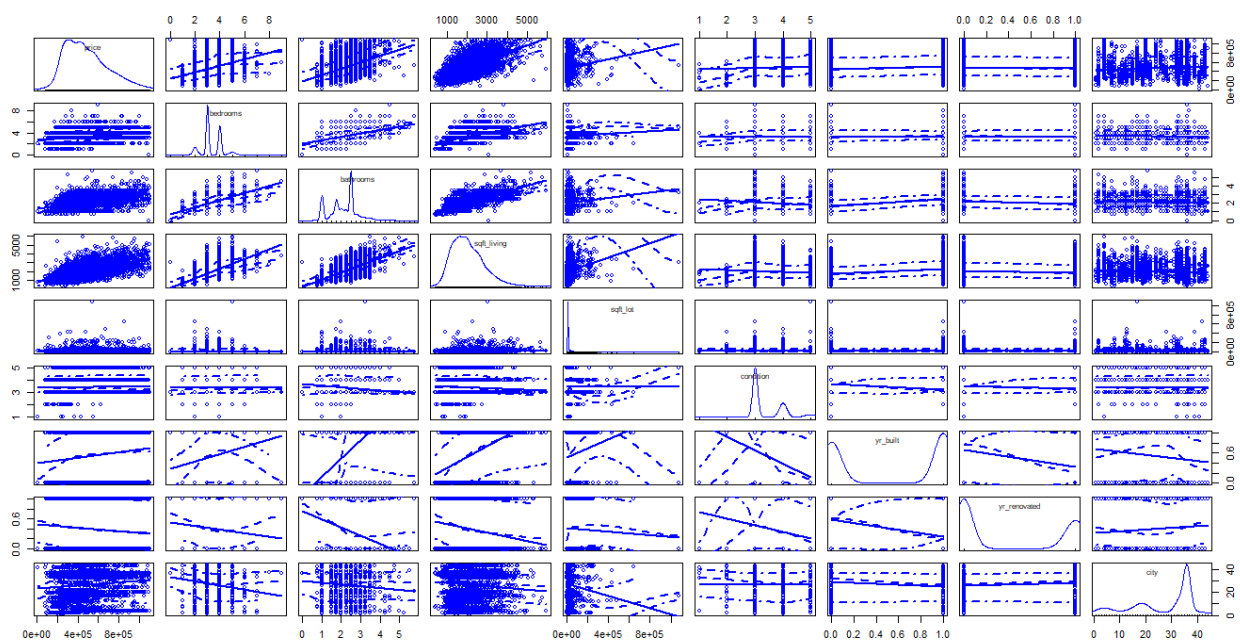 0 2 4 6 8
1000 3000 5000
1 2 3 4 5
0.0 0.2 0.4 0.6 0.8 1.0
price
0e+00 8e+05
0 4 8
bedrooms
bathrooms
0 2 4
1000 5000
sqft_living
sqft_lot
0e+00 8e+05
1 3 5
condition
yr_built
0.0 0.6
0.0 0.6
yr_renovated
city
0 20 40
0e+00 4e+05 8e+05
0 1 2 3 4 5
0e+00 4e+05 8e+05
0.0 0.2 0.4 0.6 0.8 1.0
0 10 20 30 40